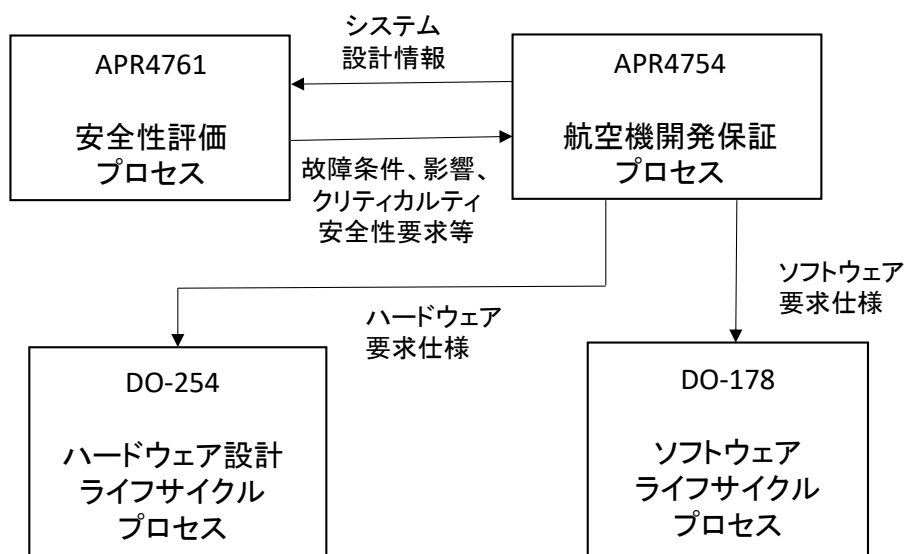 システム
設計情報
APR4761
安全性評価
プロセス
APR4754
航空機開発保証
プロセス
故障条件、影響、
クリティカルティ
安全性要求等
ハードウェア
要求仕様
ソフトウェア
要求仕様
DO-254
ハードウェア設計
ライフサイクル
プロセス
DO-178
ソフトウェア
ライフサイクル
プロセス